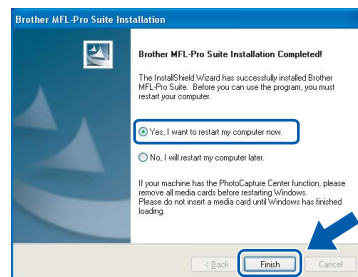 Brother MFL-Pro Suite Installation
Brother MFL-Pro Suite Installation Completed!
The InstallShield Wizard has successfully installed Brother
MFL-Pro Suite. Before you can use the program, you must
restart your computer.
Yes, I want to restart my computer now.
No, I will restart my computer later.
If your machine has the PhotoCapture Center function, please
remove all media cards before restarting Windows.
Please do not insert a media card until Windows has finished
loading.
< Back Finish Cancel